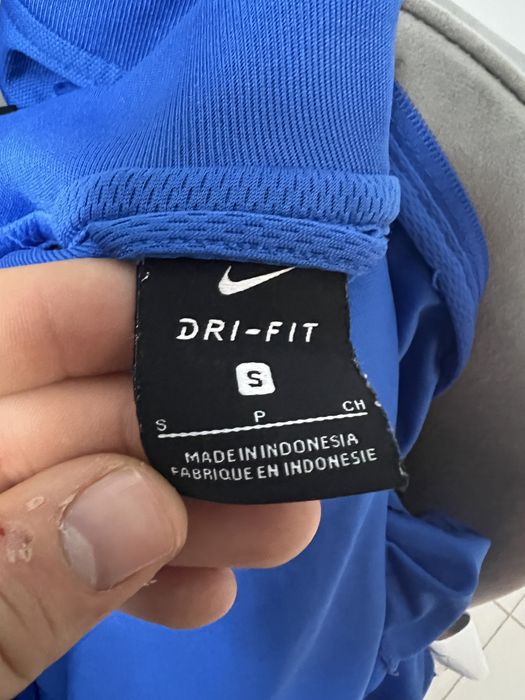 DRI-FIT
S
S P CH
MADE IN INDONESIA
FABRIQUE EN INDONESIE